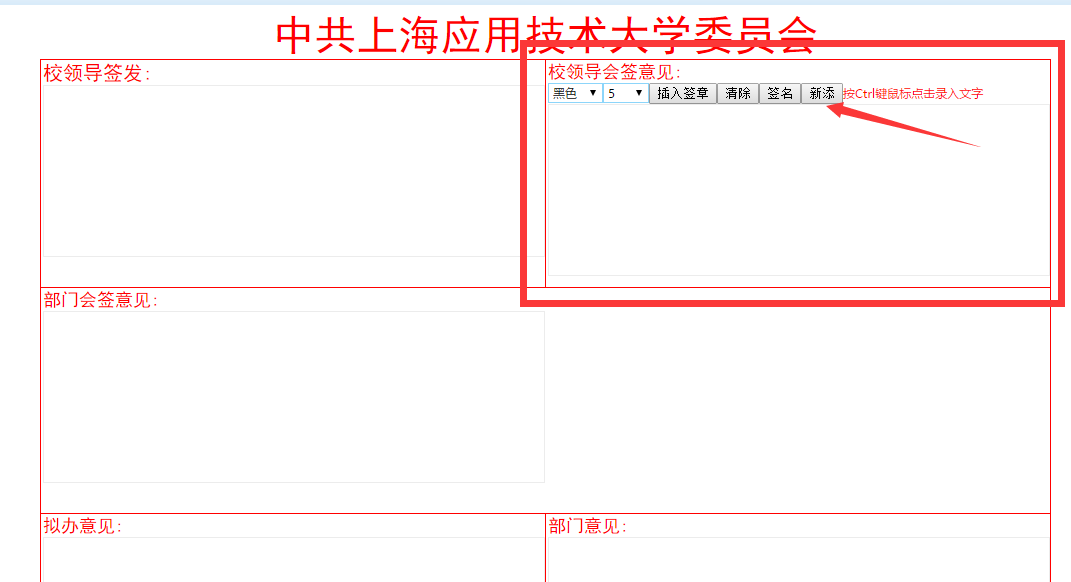 中共上海应用技术大学委员会
校领导签发：
校领导会签意见：
黑色 5 插入签章 清除 签名 新添 按Ctrl键鼠标点击录入文字
部门会签意见：
拟办意见：
部门意见：